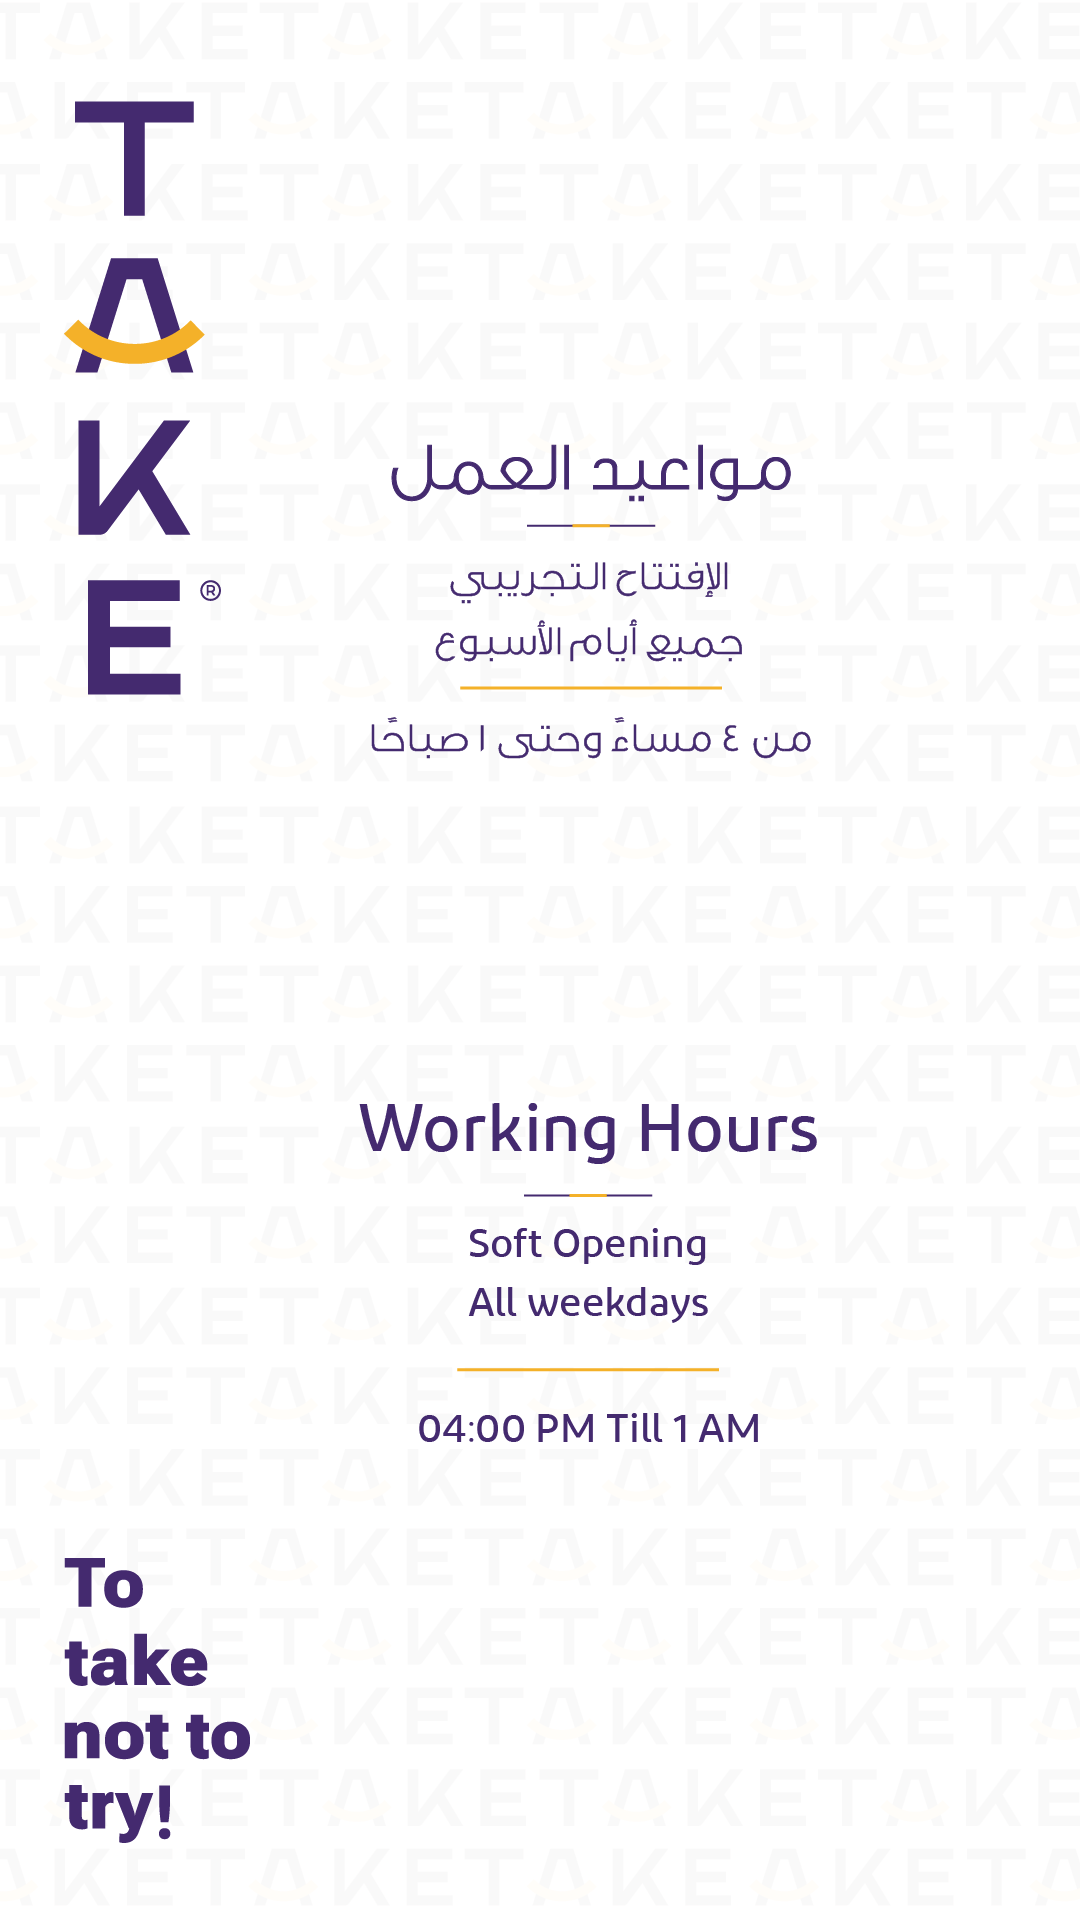 TAKE®
مواعيد العمل
الإفتتاح التجريبي
جميع أيام الأسبوع
من ٤ مساءً وحتى ١ صباحًا
Working Hours
Soft Opening
All weekdays
04:00 PM Till 1 AM
To
take
not to
try!